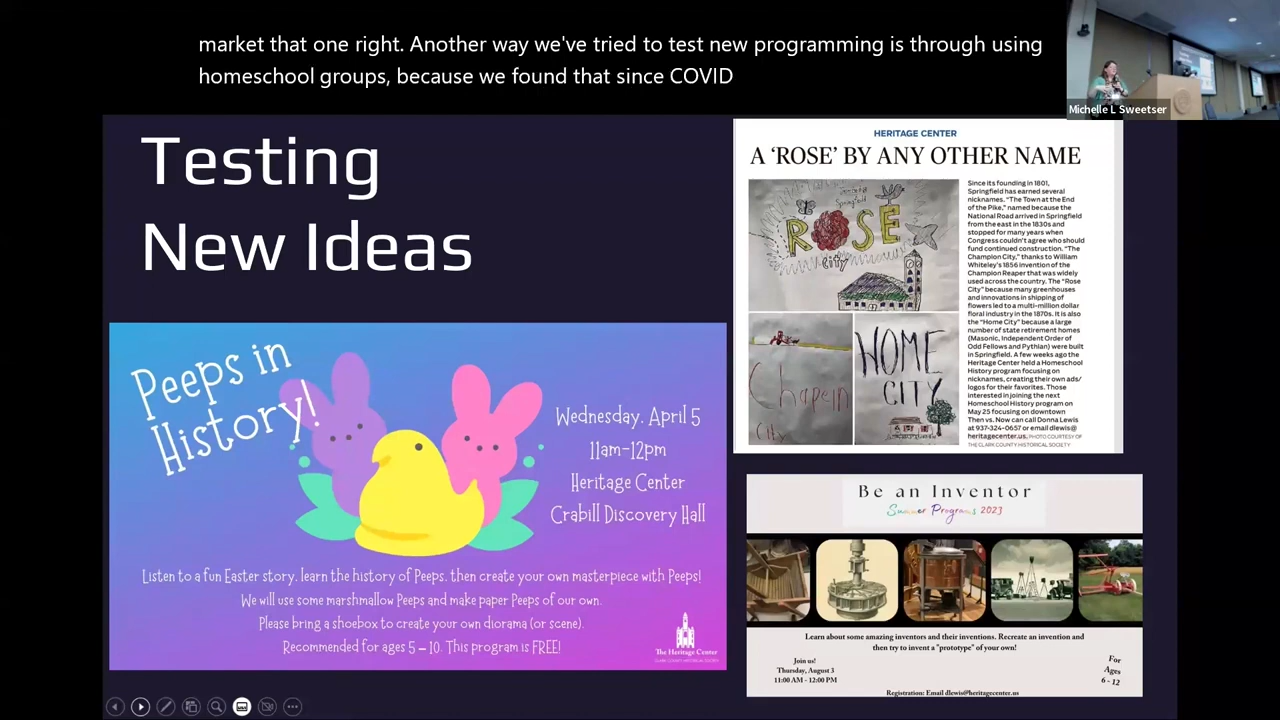 market that one right. Another way we've tried to test new programming is through using
homeschool groups, because we found that since COVID
Michelle L Sweetser
Testing
New Ideas
HERITAGE CENTER
A ‘ROSE’ BY ANY OTHER NAME
Springfield
ROSE
City
Chapein
City
HOME
CITY
Since its founding in 1801,
Springfield has earned several
nicknames. “The Town at the End
of the Pike,” named because the
National Road arrived in Springfield
from the east in the 1830s and
stopped for many years when
Congress couldn’t agree who should
fund continued construction. “The
Champion City,” thanks to William
Whiteley’s 1856 invention of the
Champion Reaper that was widely
used across the country. The “Rose
City” because many greenhouses
and innovations in shipping of
flowers led to a multi-million dollar
floral industry in the 1870s. It is also
the “Home City” because a large
number of state retirement homes
(Masonic, Independent Order of
Odd Fellows and Pythian) were built
in Springfield. A few weeks ago the
Heritage Center held a Homeschool
History program focusing on
nicknames, creating their own ads/
logos for their favorites. Those
interested in joining the next
Homeschool History program on
May 25 focusing on downtown
Then vs. Now can call Donna Lewis
at 937-324-0657 or email dlewis@
heritagecenter.us. PHOTO COURTESY OF
THE CLARK COUNTY HISTORICAL SOCIETY
Peeps in
History!
Wednesday, April 5
11am-12pm
Heritage Center
Crabill Discovery Hall
Listen to a fun Easter story, learn the history of Peeps, then create your own masterpiece with Peeps!
We will use some marshmallow Peeps and make paper Peeps of our own.
Please bring a shoebox to create your own diorama (or scene).
Recommended for ages 5 – 10. This program is FREE!
The Heritage Center
CLARK COUNTY HISTORICAL SOCIETY
Be an Inventor
Summer Programs 2023
Learn about some amazing inventors and their inventions. Recreate an invention and
then try to invent a "prototype" of your own!
Join us!
Thursday, August 3
11:00 AM - 12:00 PM
For
Ages
6 - 12
Registration: Email dlewis@heritagecenter.us